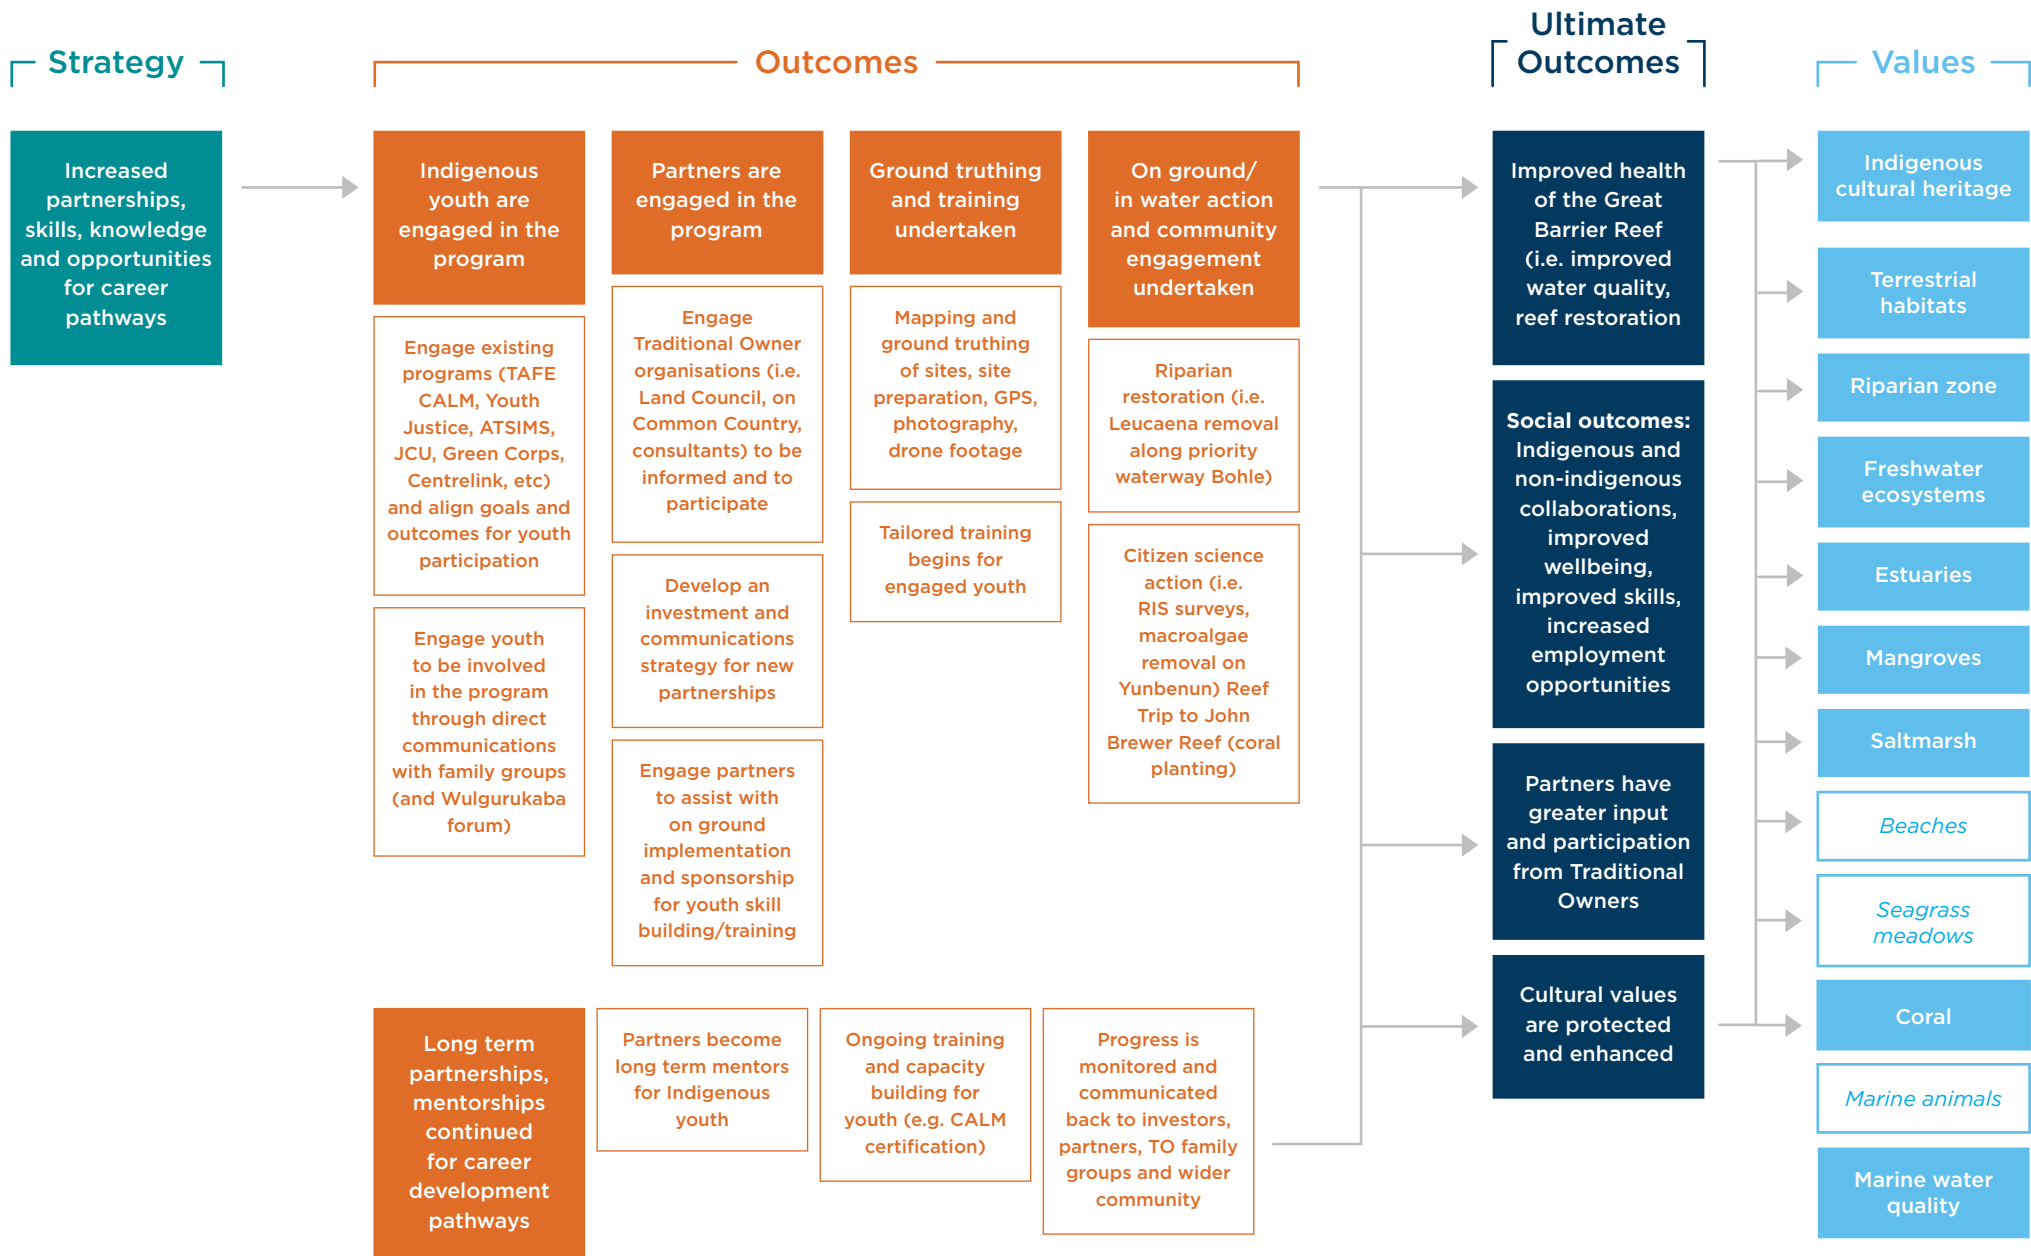 Strategy
Outcomes
Ultimate
Outcomes
Values
Increased
partnerships,
skills, knowledge
and opportunities
for career
pathways
Indigenous
youth are
engaged in the
program
Engage existing
programs (TAFE
CALM, Youth
Justice, ATSIMS,
JCU, Green Corps,
Centrelink, etc)
and align goals and
outcomes for youth
participation
Engage youth
to be involved
in the program
through direct
communications
with family groups
(and Wulgurukaba
forum)
Partners are
engaged in the
program
Engage
Traditional Owner
organisations (i.e.
Land Council, on
Common Country,
consultants) to be
informed and to
participate
Develop an
investment and
communications
strategy for new
partnerships
Engage partners
to assist with
on ground
implementation
and sponsorship
for youth skill
building/training
Ground truthing
and training
undertaken
Mapping and
ground truthing
of sites, site
preparation, GPS,
photography,
drone footage
Tailored training
begins for
engaged youth
On ground/
in water action
and community
engagement
undertaken
Riparian
restoration (i.e.
Leucaena removal
along priority
waterway Bohle)
Citizen science
action (i.e.
RIS surveys,
macroalgae
removal on
Yunbenun) Reef
Trip to John
Brewer Reef (coral
planting)
Long term
partnerships,
mentorships
continued
for career
development
pathways
Partners become
long term mentors
for Indigenous
youth
Ongoing training
and capacity
building for
youth (e.g. CALM
certification)
Progress is
monitored and
communicated
back to investors,
partners, TO family
groups and wider
community
Improved health
of the Great
Barrier Reef
(i.e. improved
water quality,
reef restoration
Social outcomes:
Indigenous and
non-indigenous
collaborations,
improved
wellbeing,
improved skills,
increased
employment
opportunities
Partners have
greater input
and participation
from Traditional
Owners
Cultural values
are protected
and enhanced
Indigenous
cultural heritage
Terrestrial
habitats
Riparian zone
Freshwater
ecosystems
Estuaries
Mangroves
Saltmarsh
Beaches
Seagrass
meadows
Coral
Marine animals
Marine water
quality